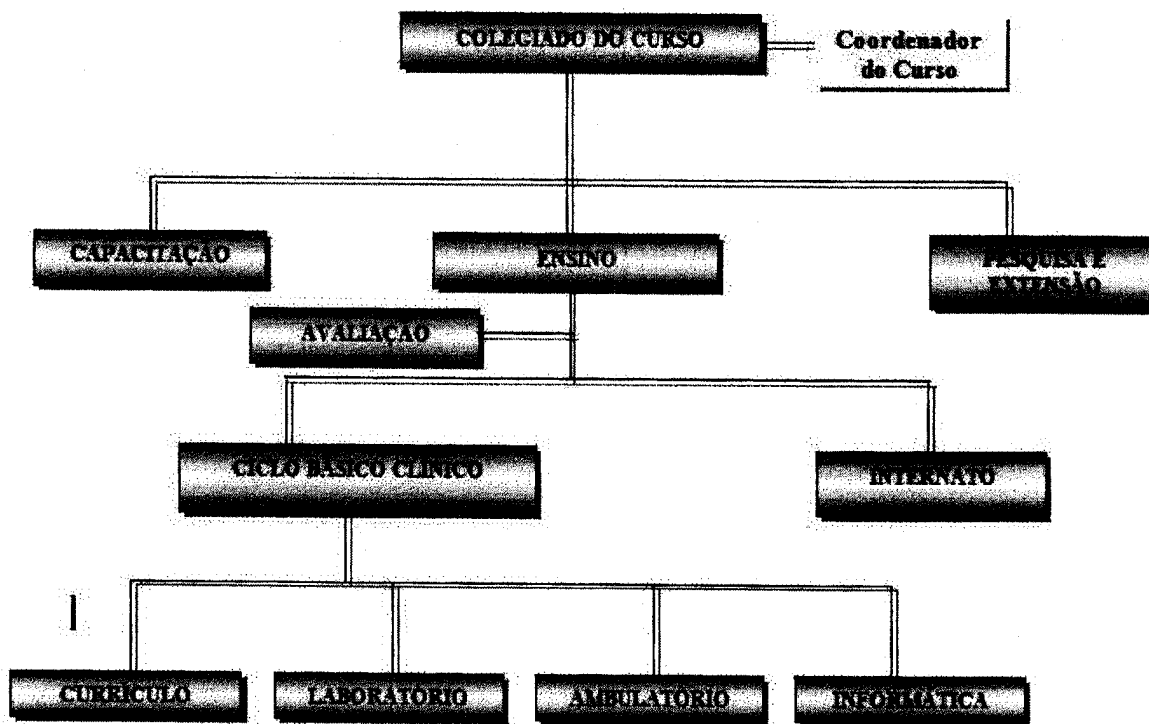 COLEGIADO DO CURSO
Coordenador
do Curso
CAPACITAÇÃO
ENSINO
PESQUISA E
EXTENSÃO
AVALIAÇÃO
CICLO BÁSICO CLÍNICO
INTERNATO
CURRÍCULO
LABORATÓRIO
AMBULATÓRIO
INFORMÁTICA